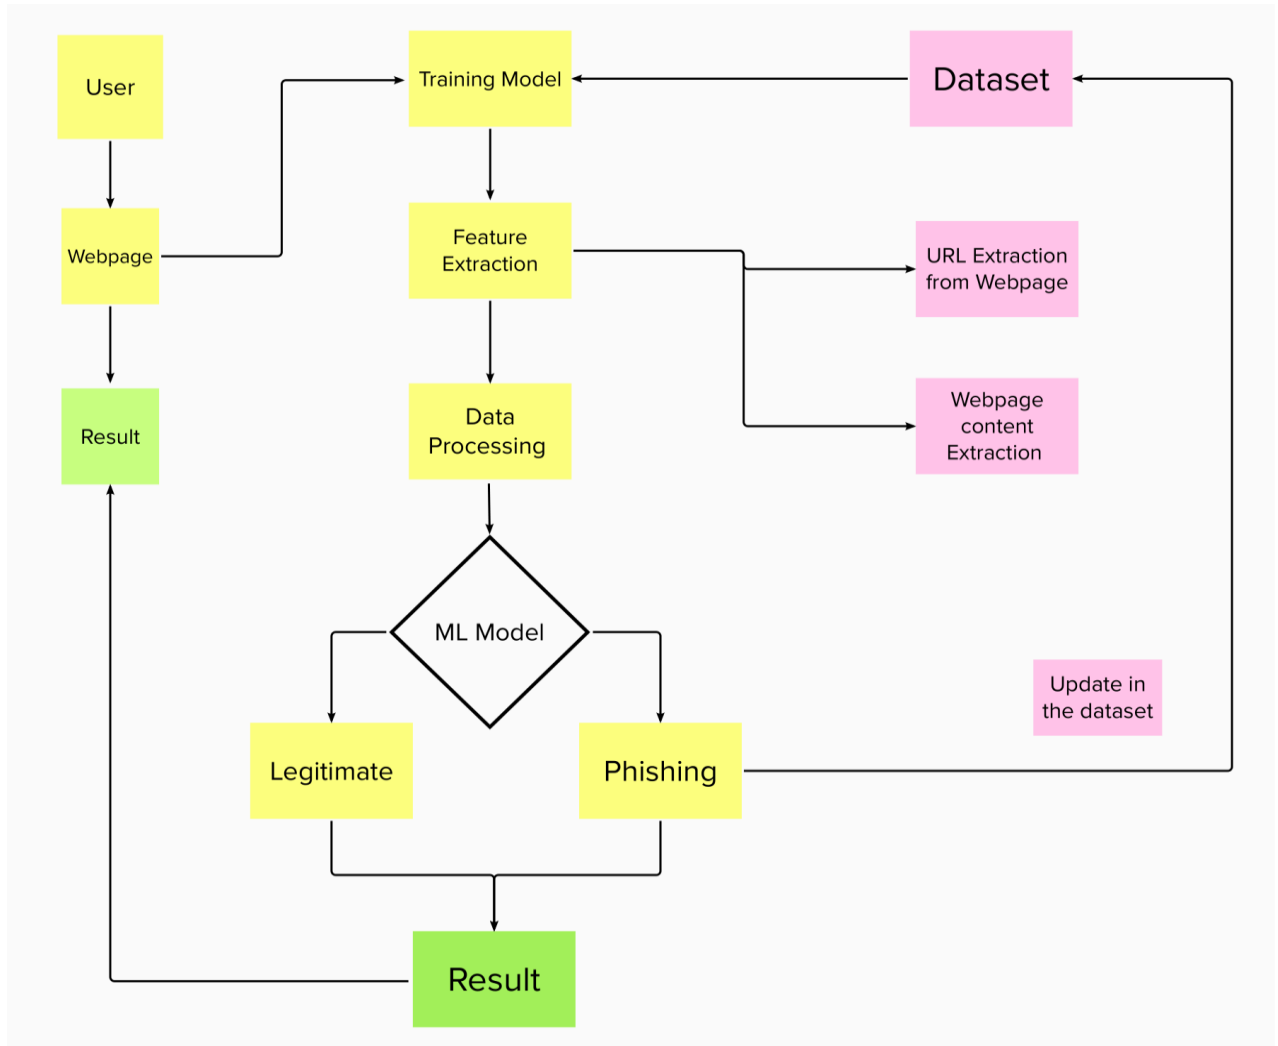 User
Training Model
Dataset
Webpage
Feature
Extraction
URL Extraction
from Webpage
Result
Data
Processing
Webpage
content
Extraction
ML Model
Update in
the dataset
Legitimate
Phishing
Result